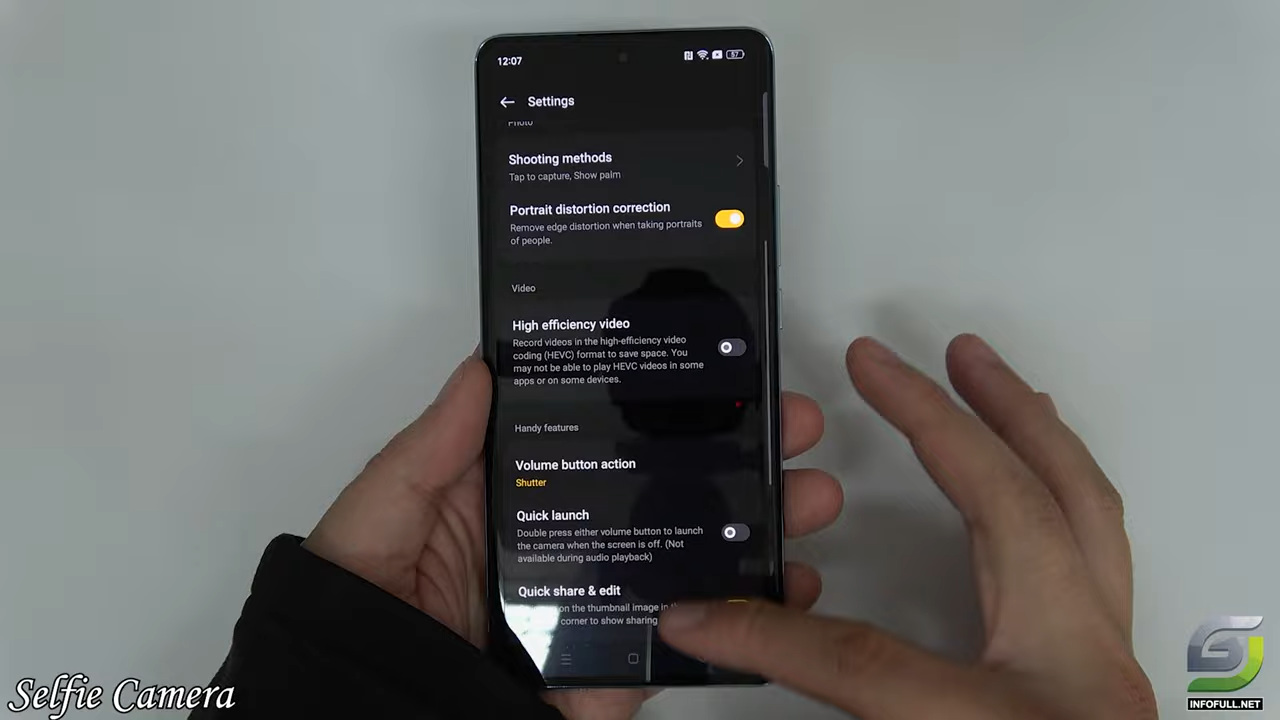 12:07
57
Settings
Photo
Shooting methods
Tap to capture, Show palm
Portrait distortion correction
Remove edge distortion when taking portraits
of people.
Video
High efficiency video
Record videos in the high-efficiency video
coding (HEVC) format to save space. You
may not be able to play HEVC videos in some
apps or on some devices.
Handy features
Volume button action
Shutter
Quick launch
Double press either volume button to launch
the camera when the screen is off. (Not
available during audio playback)
Quick share & edit
on the thumbnail image in
corner to show sharing
Selfie Camera
INFOFULL.NET